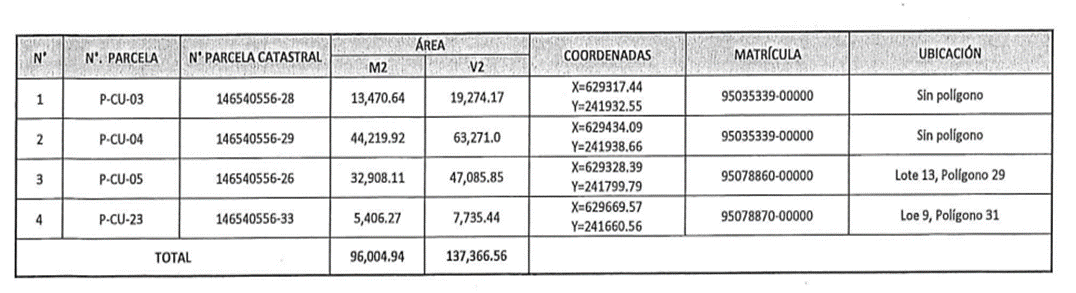 N° N°. PARCELA N° PARCELA CATASTRAL ÁREA COORDENADAS MATRÍCULA UBICACIÓN
M2 V2
1 P-CU-03 146540556-28 13,470.64 19,274.17 X=629317.44 Y=241932.55 95035339-00000 Sin polígono
2 P-CU-04 146540556-29 44,219.92 63,271.0 X=629434.09 Y=241938.66 95035339-00000 Sin polígono
3 P-CU-05 146540556-26 32,908.11 47,085.85 X=629328.39 Y=241799.79 95078860-00000 Lote 13, Polígono 29
4 P-CU-23 146540556-33 5,406.27 7,735.44 X=629669.57 Y=241660.56 95078870-00000 Loe 9, Polígono 31
TOTAL 96,004.94 137,366.56